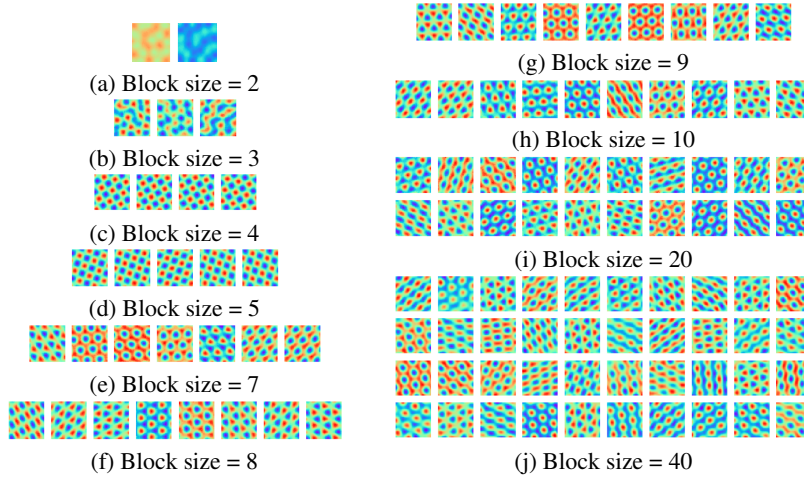 (a) Block size = 2
(b) Block size = 3
(c) Block size = 4
(d) Block size = 5
(e) Block size = 7
(f) Block size = 8
(g) Block size = 9
(h) Block size = 10
(i) Block size = 20
(j) Block size = 40